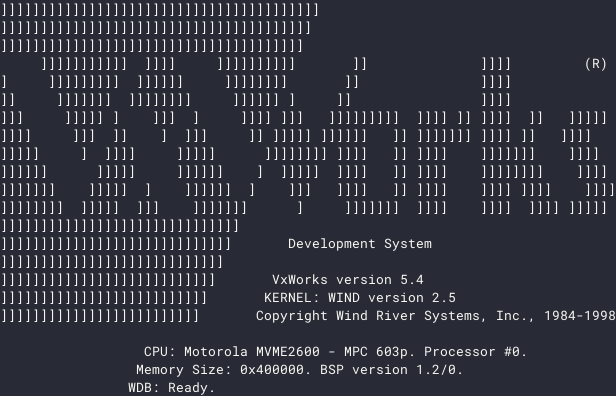 ]]]]]]]]]]]]]]]]]]]]]]]]]]]]]]]]]]]]]]]]
]]]]]]]]]]]]]]]]]]]]]]]]]]]]]]]]]]]]]]]
]]]]]]]]]]]]]]]]]]]]]]]]]]]]]]]]]]]]]]
     ]]]]]]]]]]]  ]]]]     ]]]]]]]]]]       ]]              ]]]]         (R)
]     ]]]]]]]]]  ]]]]]]     ]]]]]]]]       ]]               ]]]]
]]     ]]]]]]]  ]]]]]]]]     ]]]]]] ]     ]]                ]]]]
]]]     ]]]]] ]    ]]]  ]     ]]]] ]]]   ]]]]]]]]]  ]]]] ]] ]]]]  ]]   ]]]]]
]]]]     ]]]  ]]    ]  ]]]     ]] ]]]]] ]]]]]]   ]] ]]]]]]] ]]]] ]]   ]]]]
]]]]]     ]  ]]]]     ]]]]]      ]]]]]]]] ]]]]   ]] ]]]]    ]]]]]]]    ]]]]
]]]]]]      ]]]]]     ]]]]]]    ]  ]]]]]  ]]]]   ]] ]]]]    ]]]]]]]]    ]]]]
]]]]]]]    ]]]]]  ]    ]]]]]]  ]    ]]]   ]]]]   ]] ]]]]    ]]]] ]]]]    ]]]]
]]]]]]]]  ]]]]]  ]]]    ]]]]]]]      ]     ]]]]]]]  ]]]]    ]]]]  ]]]] ]]]]]
]]]]]]]]]]]]]]]]]]]]]]]]]]]]]]
]]]]]]]]]]]]]]]]]]]]]]]]]]]]]       Development System
]]]]]]]]]]]]]]]]]]]]]]]]]]]]
]]]]]]]]]]]]]]]]]]]]]]]]]]]       VxWorks version 5.4
]]]]]]]]]]]]]]]]]]]]]]]]]]       KERNEL: WIND version 2.5
]]]]]]]]]]]]]]]]]]]]]]]]]       Copyright Wind River Systems, Inc., 1984-1998
CPU: Motorola MVME2600 - MPC 603p. Processor #0.
Memory Size: 0x400000. BSP version 1.2/0.
WDB: Ready.